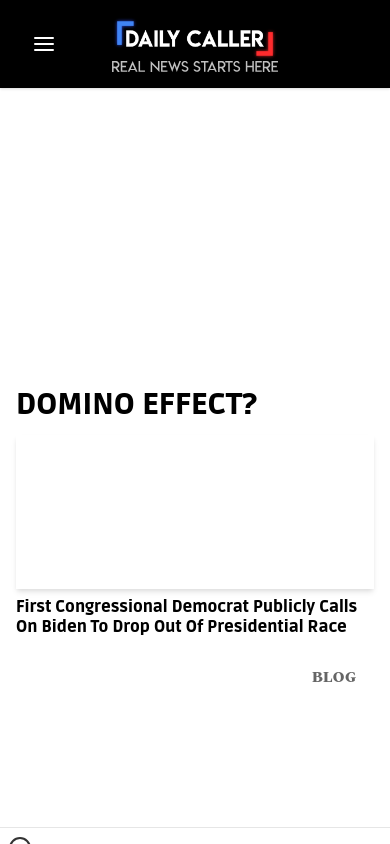 DAILY CALLER
REAL NEWS STARTS HERE
DOMINO EFFECT?
First Congressional Democrat Publicly Calls
On Biden To Drop Out Of Presidential Race
BLOG